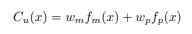 C_u(x) = w_m f_m(x) + w_p f_p(x)